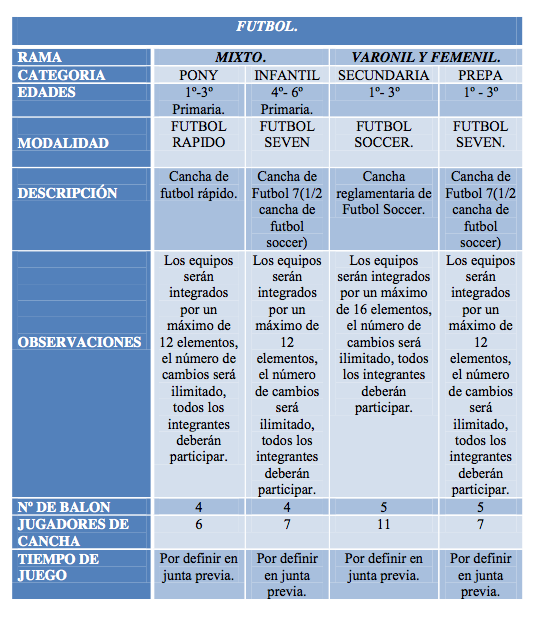 FUTBOL.
RAMA MIXTO. VARONIL Y FEMENIL.
CATEGORIA PONY INFANTIL SECUNDARIA PREPA
EDADES 1º-3º 4º- 6º 1º- 3º 1º - 3º
Primaria. Primaria.
FUTBOL FUTBOL FUTBOL FUTBOL
MODALIDAD RAPIDO SEVEN SOCCER. SEVEN.
Cancha de Cancha de Cancha Cancha de
DESCRIPCIÓN futbol rápido. Futbol 7(1/2 reglamentaria de Futbol 7(1/2
cancha de Futbol Soccer. cancha de
futbol futbol
soccer) soccer)
Los equipos Los equipos Los equipos Los equipos
serán serán serán integrados serán
integrados integrados por un máximo integrados
por un por un de 16 elementos, por un
máximo de máximo de el número de máximo de
OBSERVACIONES 12 elementos, 12 cambios será 12
el número de elementos, ilimitado, todos elementos,
cambios será el número los integrantes el número
ilimitado, de cambios deberán de cambios
todos los será participar. será
integrantes ilimitado, ilimitado,
deberán todos los todos los
participar. integrantes integrantes
deberán deberán
participar. participar.
Nº DE BALON 4 4 5 5
JUGADORES DE 6 7 11 7
CANCHA
TIEMPO DE Por definir en Por definir Por definir en Por definir
JUEGO junta previa. en junta junta previa. en junta
previa. previa.